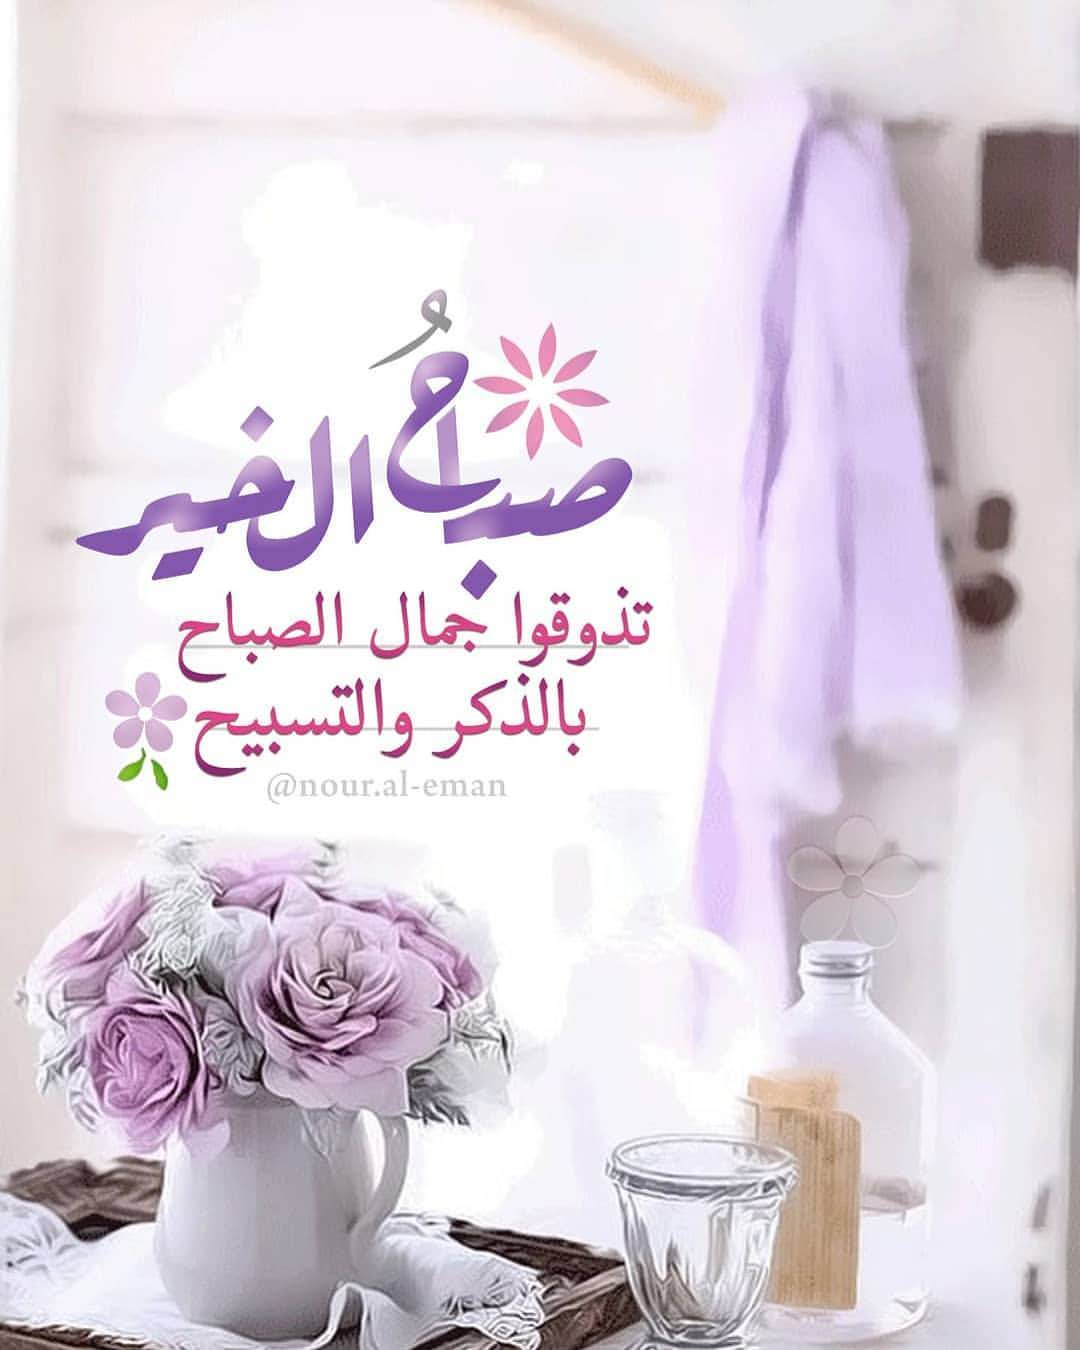 صباحُ الخير
تذوقوا جمال الصباح
بالذكر والتسبيح
@nour.al-eman